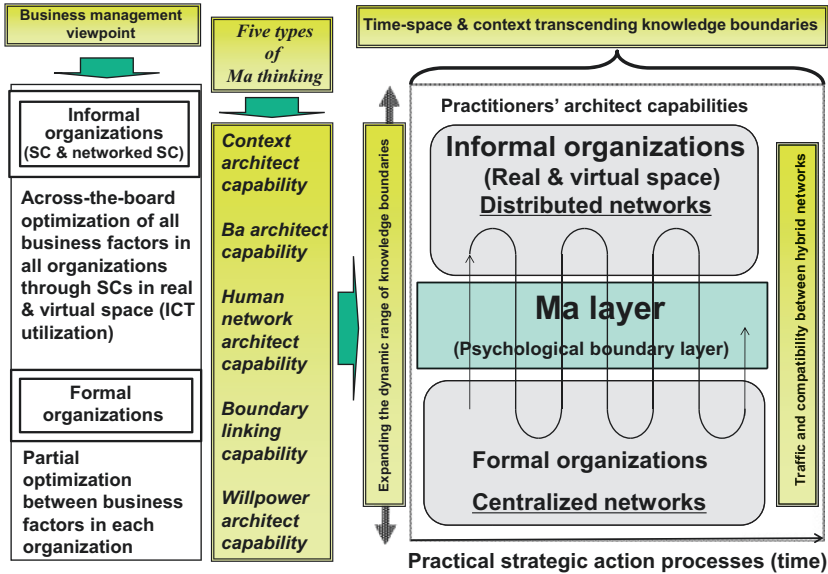 Business management
viewpoint
Informal
organizations
(SC & networked SC)
Across-the-board
optimization of all
business factors in
all organizations
through SCs in real
& virtual space (ICT
utilization)
Formal
organizations
Partial
optimization
between business
factors in each
organization
Five types
of
Ma thinking
Context
architect
capability
Ba architect
capability
Human
network
architect
capability
Boundary
linking
capability
Willpower
architect
capability
Expanding the dynamic range of knowledge boundaries
Time-space & context transcending knowledge boundaries
Practitioners’ architect capabilities
Informal organizations
(Real & virtual space)
Distributed networks
Ma layer
(Psychological boundary layer)
Formal organizations
Centralized networks
Traffic and compatibility between hybrid networks
Practical strategic action processes (time)